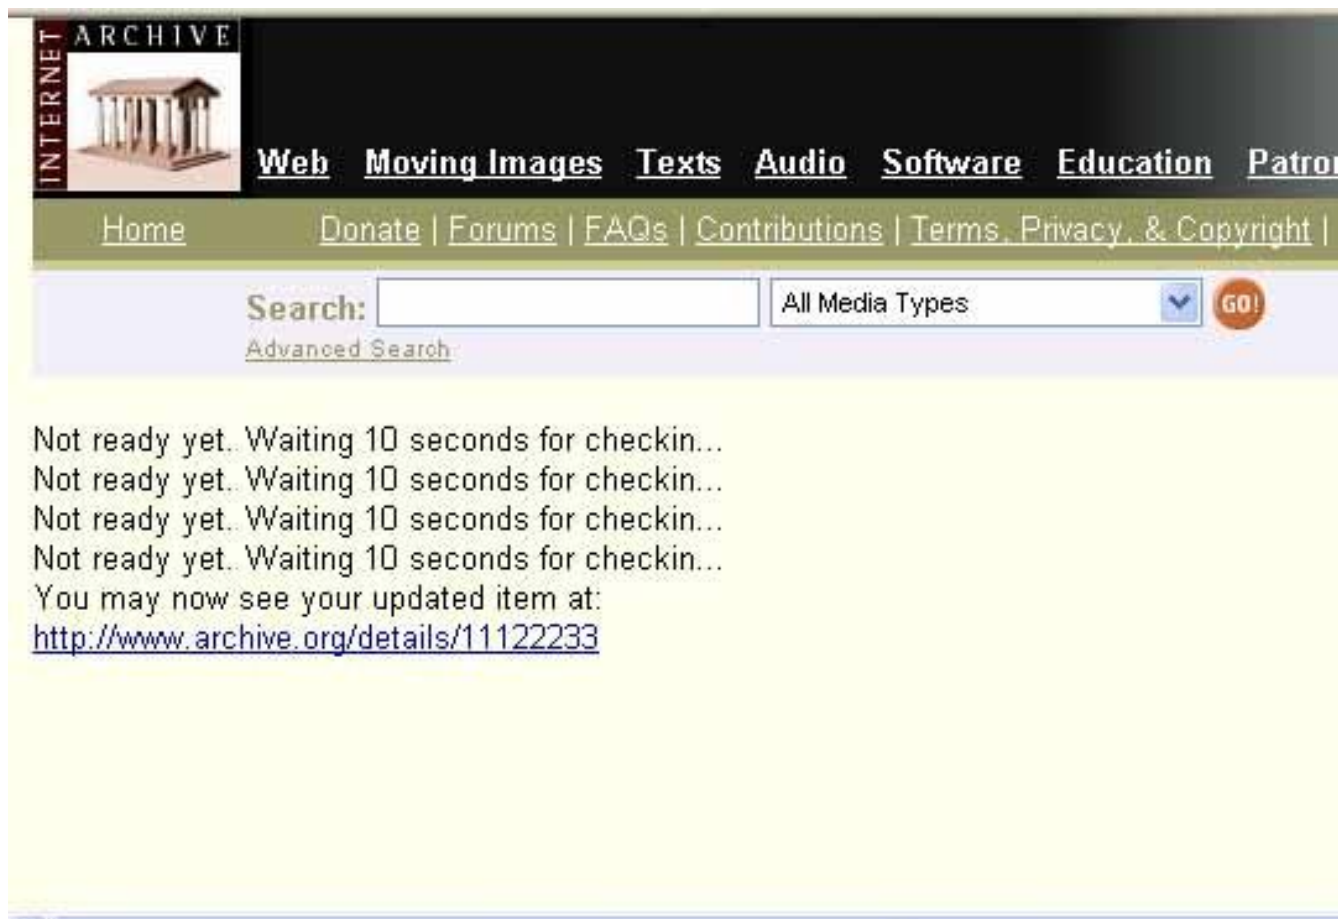 INTERNET
ARCHIVE
Web Moving Images Texts Audio Software Education
Home Donate | Forums | FAQs | Contributions | Terms, Privacy, & Copyright |
Search: All Media Types GO!
Advanced Search
Not ready yet. Waiting 10 seconds for checkin...
Not ready yet. Waiting 10 seconds for checkin...
Not ready yet. Waiting 10 seconds for checkin...
Not ready yet. Waiting 10 seconds for checkin...
You may now see your updated item at:
http://www.archive.org/details/11122233